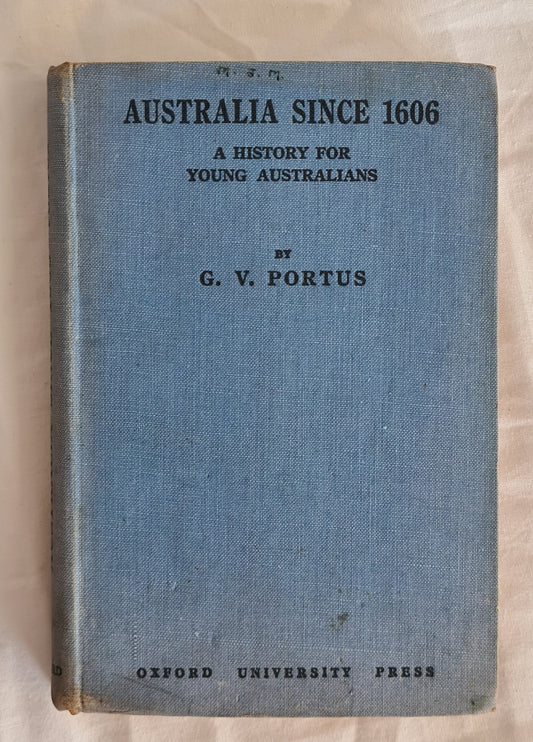 M. J. M.
AUSTRALIA SINCE 1606
A HISTORY FOR
YOUNG AUSTRALIANS
BY
G. V. PORTUS
OXFORD UNIVERSITY PRESS